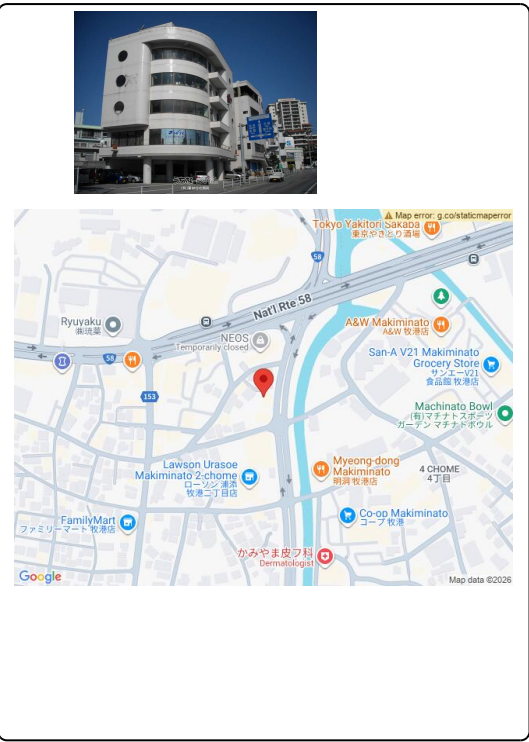 Map error: g.co/staticmaperror
Tokyo Yakitori Sakaba
東京やきとり酒場
58
Nat'l Rte 58
Ryuyaku
㈱琉薬
NEOS
Temporarily closed
A&W Makiminato
A&W 牧港店
San-A V21 Makiminato
Grocery Store
サンエーV21
食品館 牧港店
58
153
Machinato Bowl
(有)マチナトスポーツ
ガーデン マチナトボウル
Myeong-dong
Makiminato
明洞 牧港店
4 CHOME
4丁目
Lawson Urasoe
Makiminato 2-chome
ローソン 浦添
牧港二丁目店
FamilyMart
ファミリーマート 牧港店
Co-op Makiminato
コープ 牧港
かみやま皮フ科
Dermatologist
Google
Map data ©2026